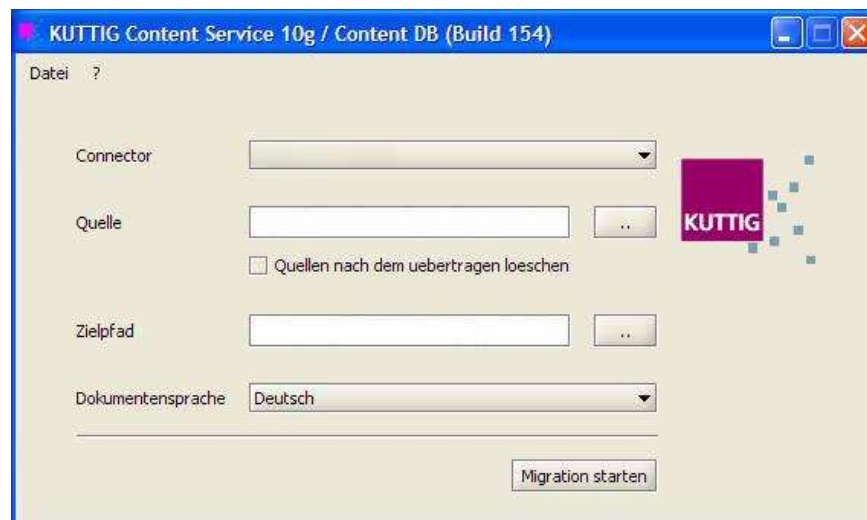 KUTTIG Content Service 10g / Content DB (Build 154)
Datei ?
Connector
Quelle
..
Quellen nach dem uebertragen loeschen
KUTTIG
Zielpfad
..
Dokumentensprache
Deutsch
Migration starten